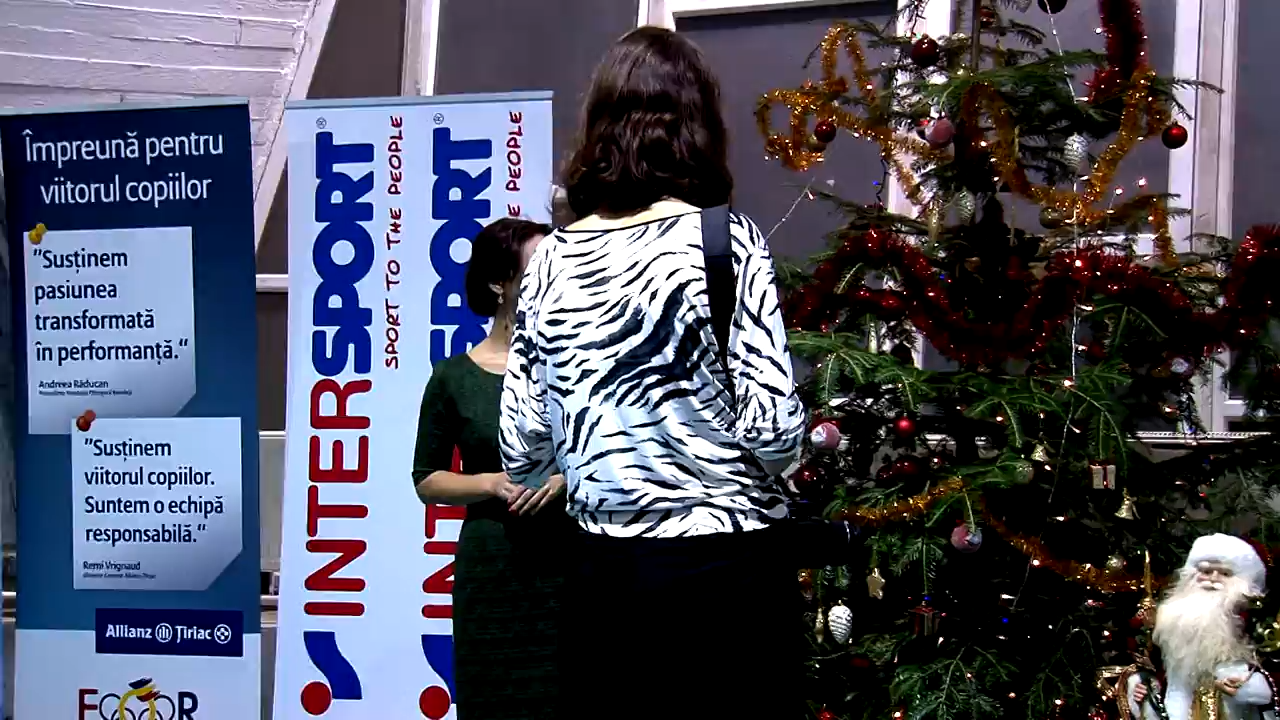 Împreună pentru
viitorul copiilor
"Susținem
pasiunea
transformată
în performanță."
Andreea Răducan
"Susținem
viitorul copiilor.
Suntem o echipă
responsabilă."
Remi Vrignaud
Allianz Țiriac
INTERSPORT®
SPORT TO THE PEOPLE
SPORT®
PEOPLE